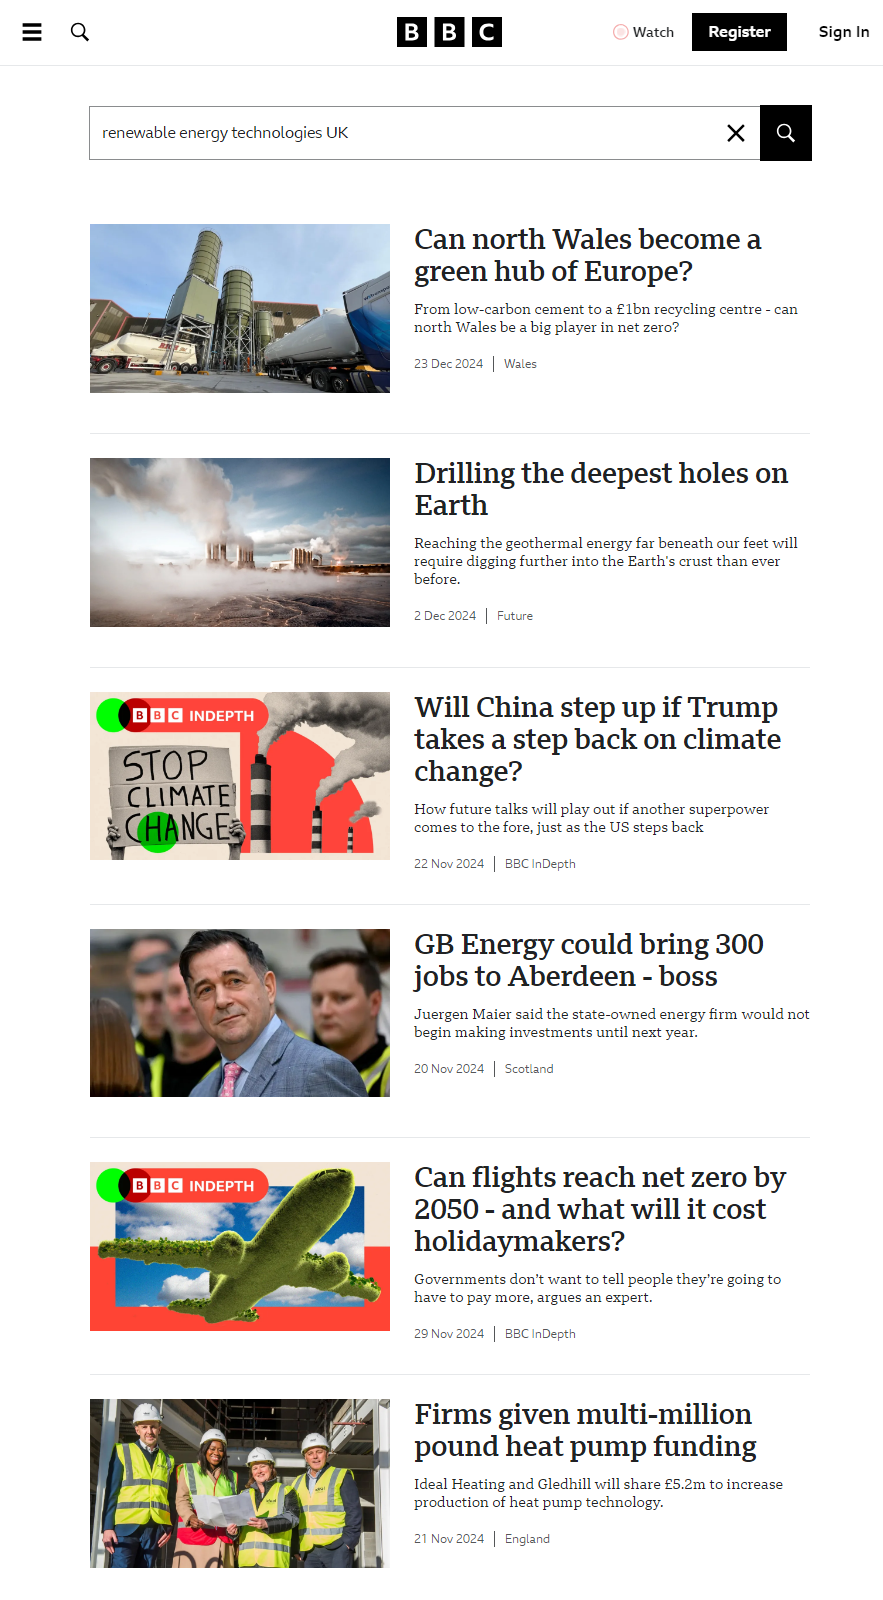 BBC
Watch
Register
Sign In
renewable energy technologies UK
Can north Wales become a
green hub of Europe?
From low-carbon cement to a £1bn recycling centre - can
north Wales be a big player in net zero?
23 Dec 2024 | Wales
Drilling the deepest holes on
Earth
Reaching the geothermal energy far beneath our feet will
require digging further into the Earth's crust than ever
before.
2 Dec 2024 | Future
BBC INDEPTH
STOP
CLIMATE
CHANGE
Will China step up if Trump
takes a step back on climate
change?
How future talks will play out if another superpower
comes to the fore, just as the US steps back
22 Nov 2024 | BBC InDepth
GB Energy could bring 300
jobs to Aberdeen - boss
Juergen Maier said the state-owned energy firm would not
begin making investments until next year.
20 Nov 2024 | Scotland
BBC INDEPTH
Can flights reach net zero by
2050 - and what will it cost
holidaymakers?
Governments don’t want to tell people they’re going to
have to pay more, argues an expert.
29 Nov 2024 | BBC InDepth
Firms given multi-million
pound heat pump funding
Ideal Heating and Gledhill will share £5.2m to increase
production of heat pump technology.
21 Nov 2024 | England